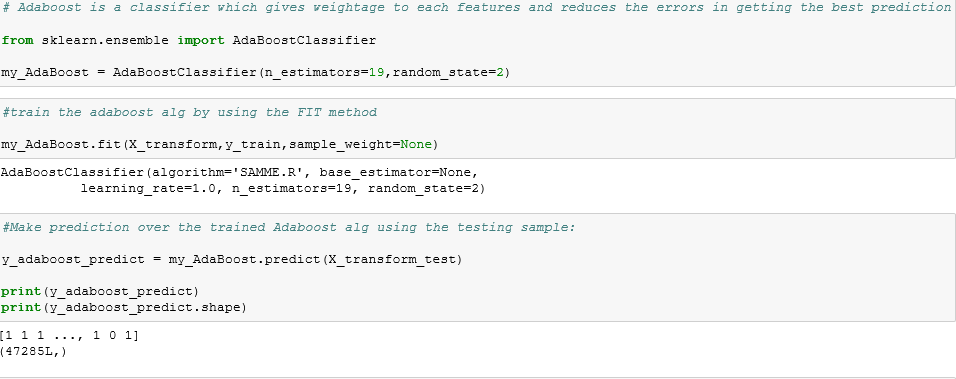 # Adaboost is a classifier which gives weightage to each features and reduces the errors in getting the best prediction
from sklearn.ensemble import AdaBoostClassifier
my_AdaBoost = AdaBoostClassifier(n_estimators=19,random_state=2)
#train the adaboost alg by using the FIT method
my_AdaBoost.fit(X_transform,y_train,sample_weight=None)
AdaBoostClassifier(algorithm='SAMME.R', base_estimator=None,
learning_rate=1.0, n_estimators=19, random_state=2)
#Make prediction over the trained Adaboost alg using the testing sample:
y_adaboost_predict = my_AdaBoost.predict(X_transform_test)
print(y_adaboost_predict)
print(y_adaboost_predict.shape)
[1 1 1 ..., 1 0 1]
(47285L,)